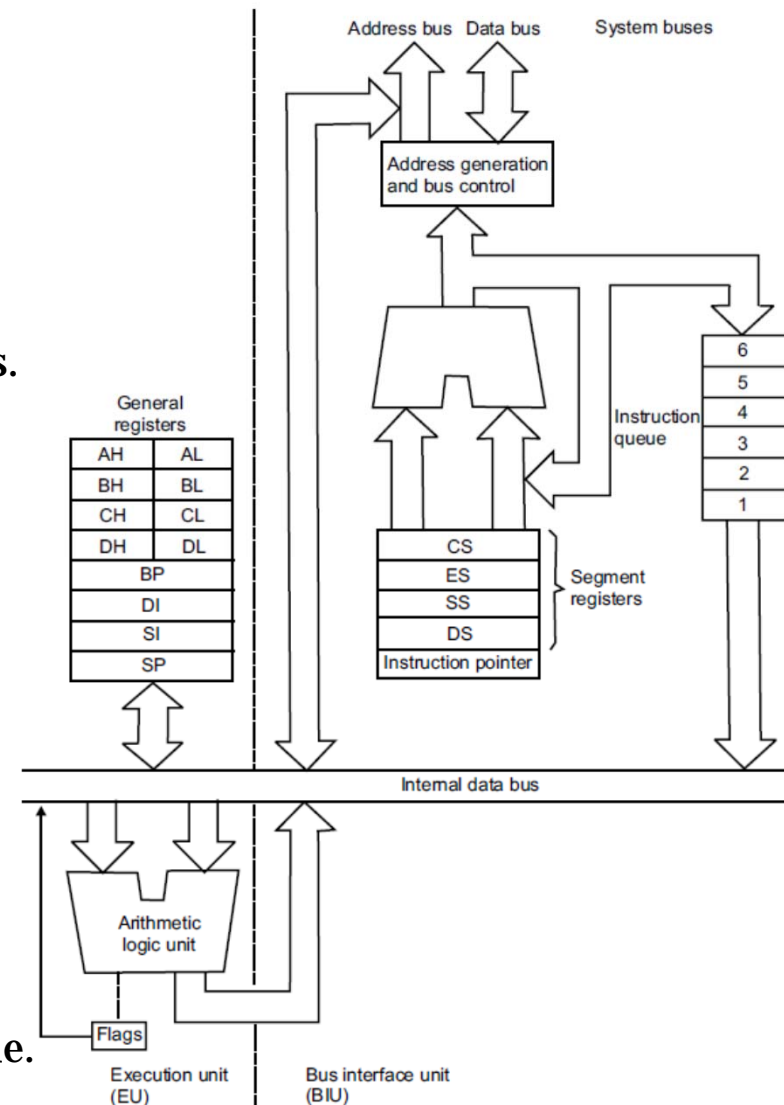 Address bus Data bus System buses
Address generation
and bus control
s.
General
registers
AH AL
BH BL
CH CL
DH DL
BP
DI
SI
SP
Instruction
queue
6
5
4
3
2
1
CS
ES
SS
DS
Instruction pointer
Segment
registers
Internal data bus
Arithmetic
logic unit
Flags
e.
Execution unit
(EU)
Bus interface unit
(BIU)